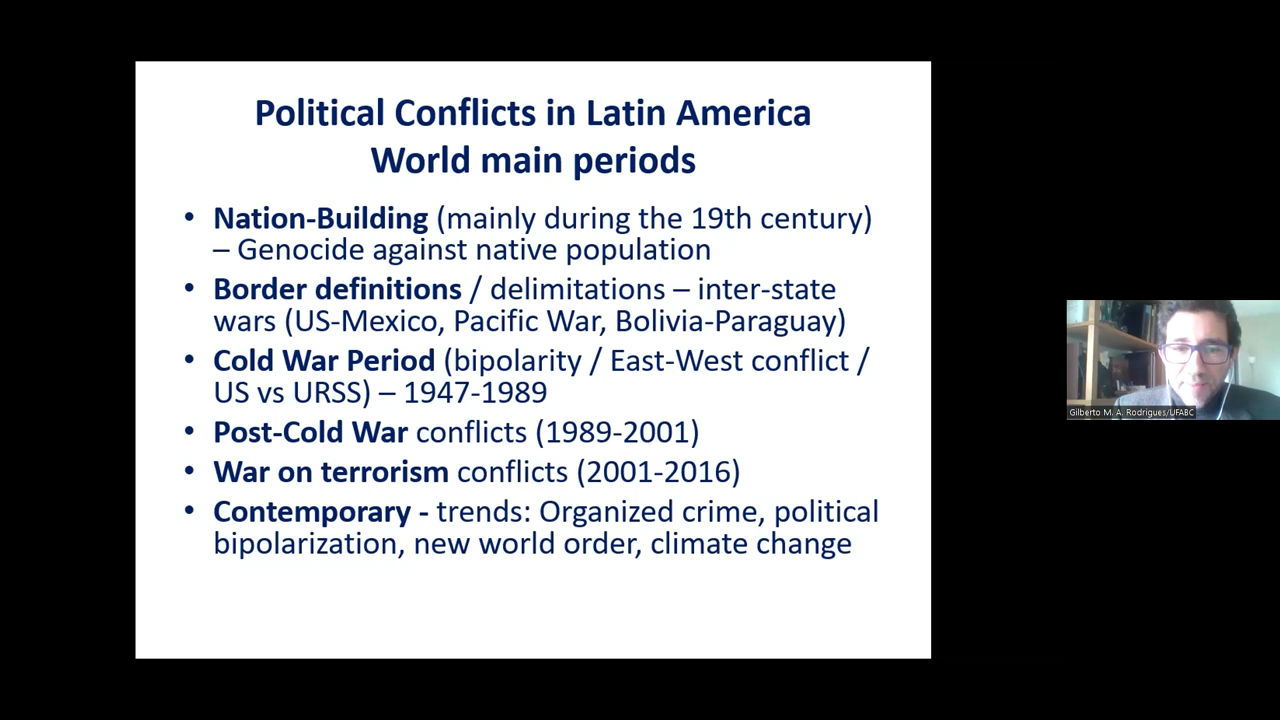 Political Conflicts in Latin America
World main periods
• Nation-Building (mainly during the 19th century)
– Genocide against native population
• Border definitions / delimitations – inter-state
wars (US-Mexico, Pacific War, Bolivia-Paraguay)
• Cold War Period (bipolarity / East-West conflict /
US vs URSS) – 1947-1989
• Post-Cold War conflicts (1989-2001)
• War on terrorism conflicts (2001-2016)
• Contemporary - trends: Organized crime, political
bipolarization, new world order, climate change
Gilberto M. A. Rodrigues/UFABC